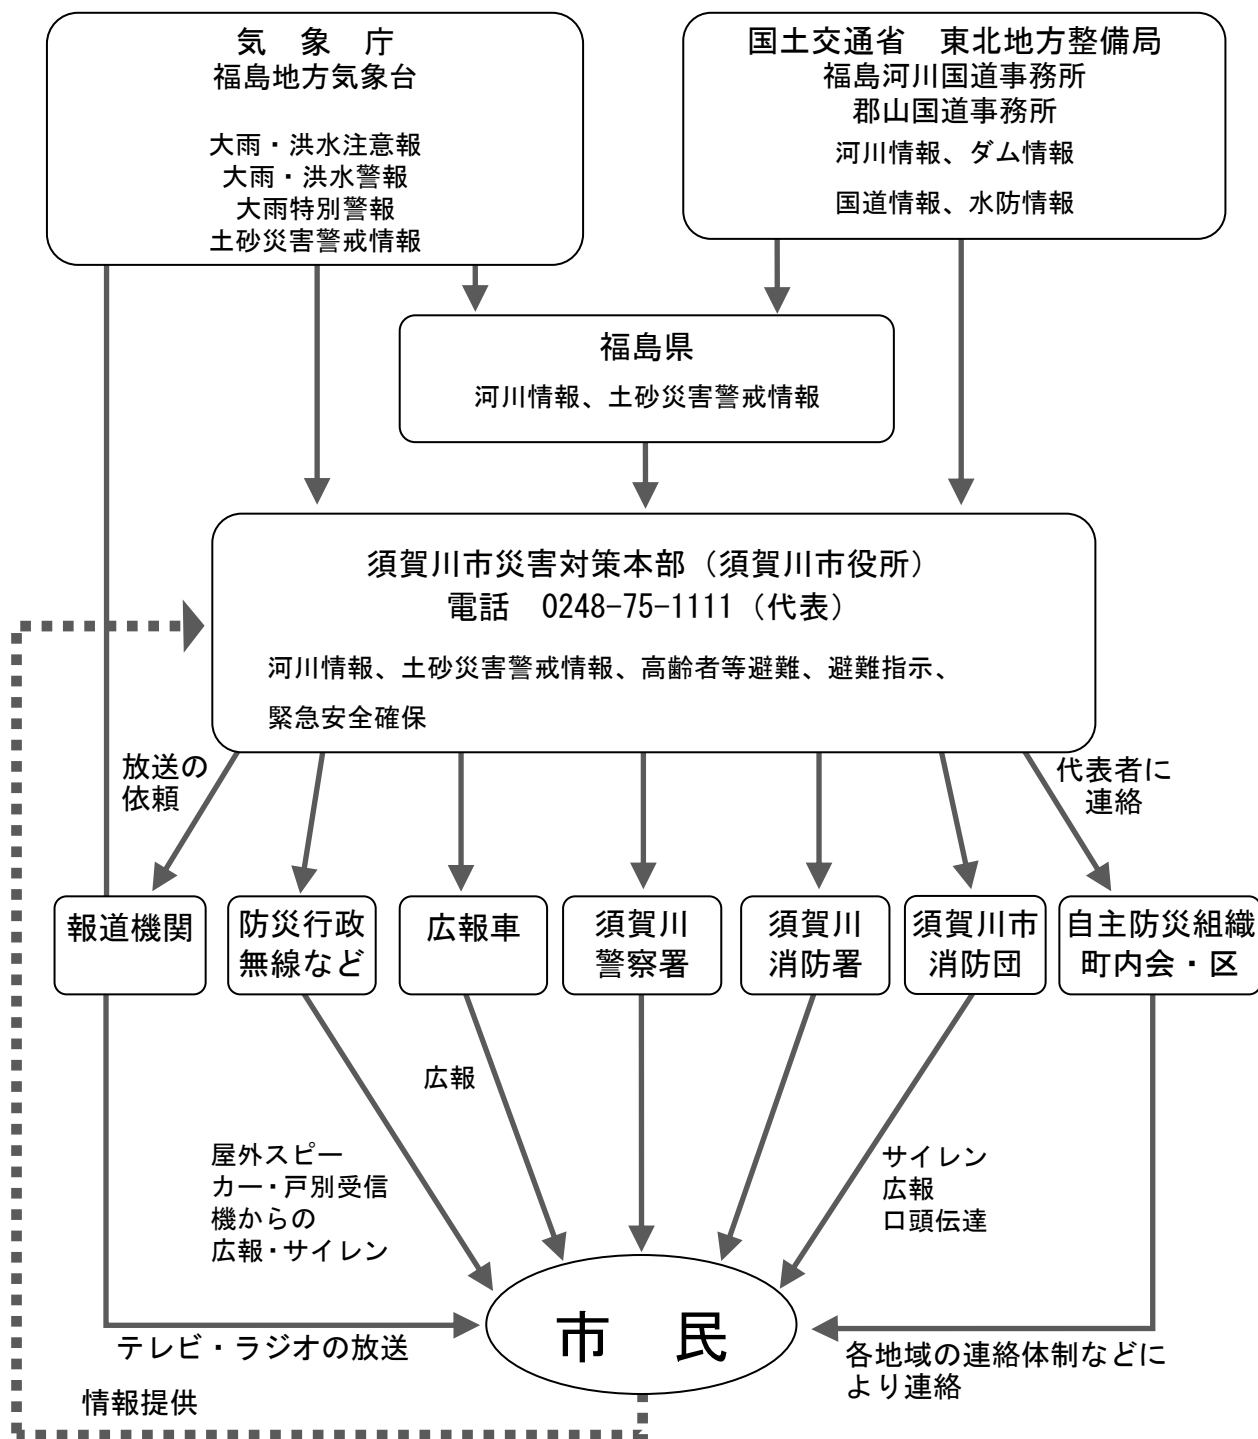 気　象　庁
福島地方気象台
大雨・洪水注意報
大雨・洪水警報
大雨特別警報
土砂災害警戒情報
国土交通省　東北地方整備局
福島河川国道事務所
郡山国道事務所
河川情報、ダム情報
国道情報、水防情報
福島県
河川情報、土砂災害警戒情報
須賀川市災害対策本部（須賀川市役所）
電話　0248-75-1111（代表）
河川情報、土砂災害警戒情報、高齢者等避難、避難指示、
緊急安全確保
放送の
依頼
代表者に
連絡
報道機関
防災行政
無線など
広報車
須賀川
警察署
須賀川
消防署
須賀川市
消防団
自主防災組織
町内会・区
広報
屋外スピー
カー・戸別受信
機からの
広報・サイレン
サイレン
広報
口頭伝達
市　民
テレビ・ラジオの放送
各地域の連絡体制などに
より連絡
情報提供